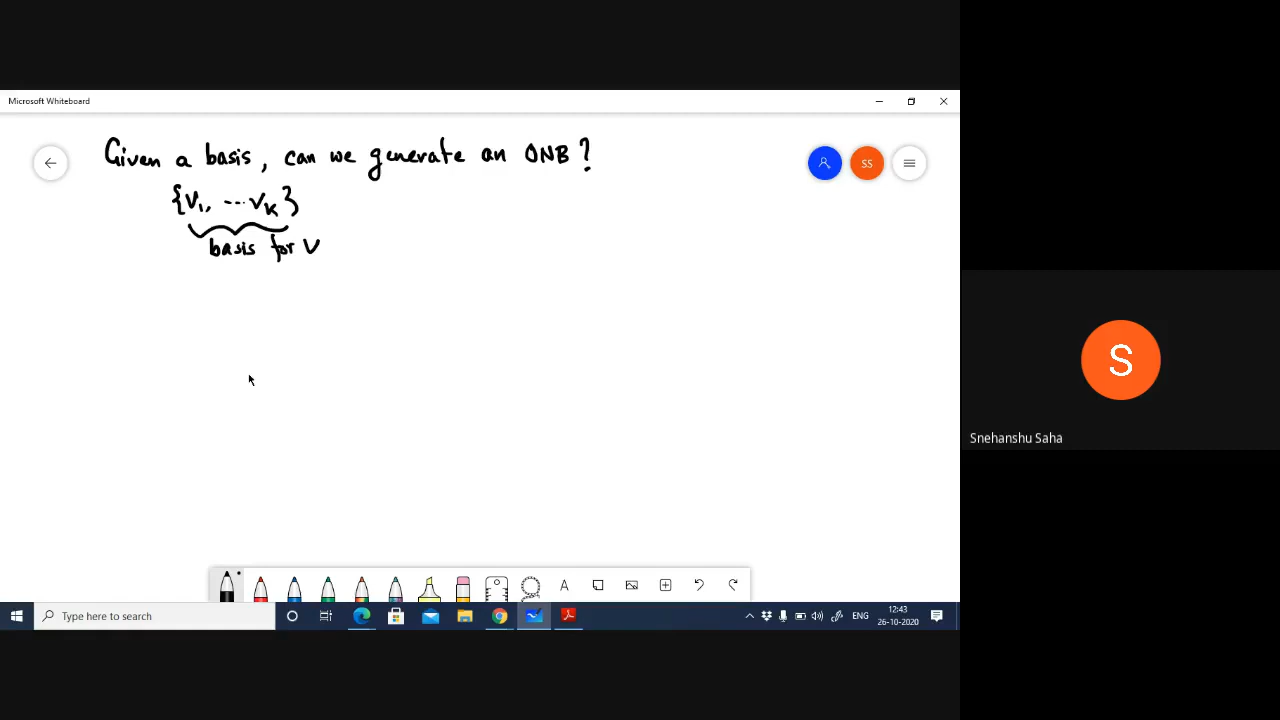 Microsoft Whiteboard
Given a basis, can we generate an ONB?
SS
{v₁, ... vₖ}
basis for V
S
Snehanshu Saha
A
Type here to search
ENG
12:43
26-10-2020